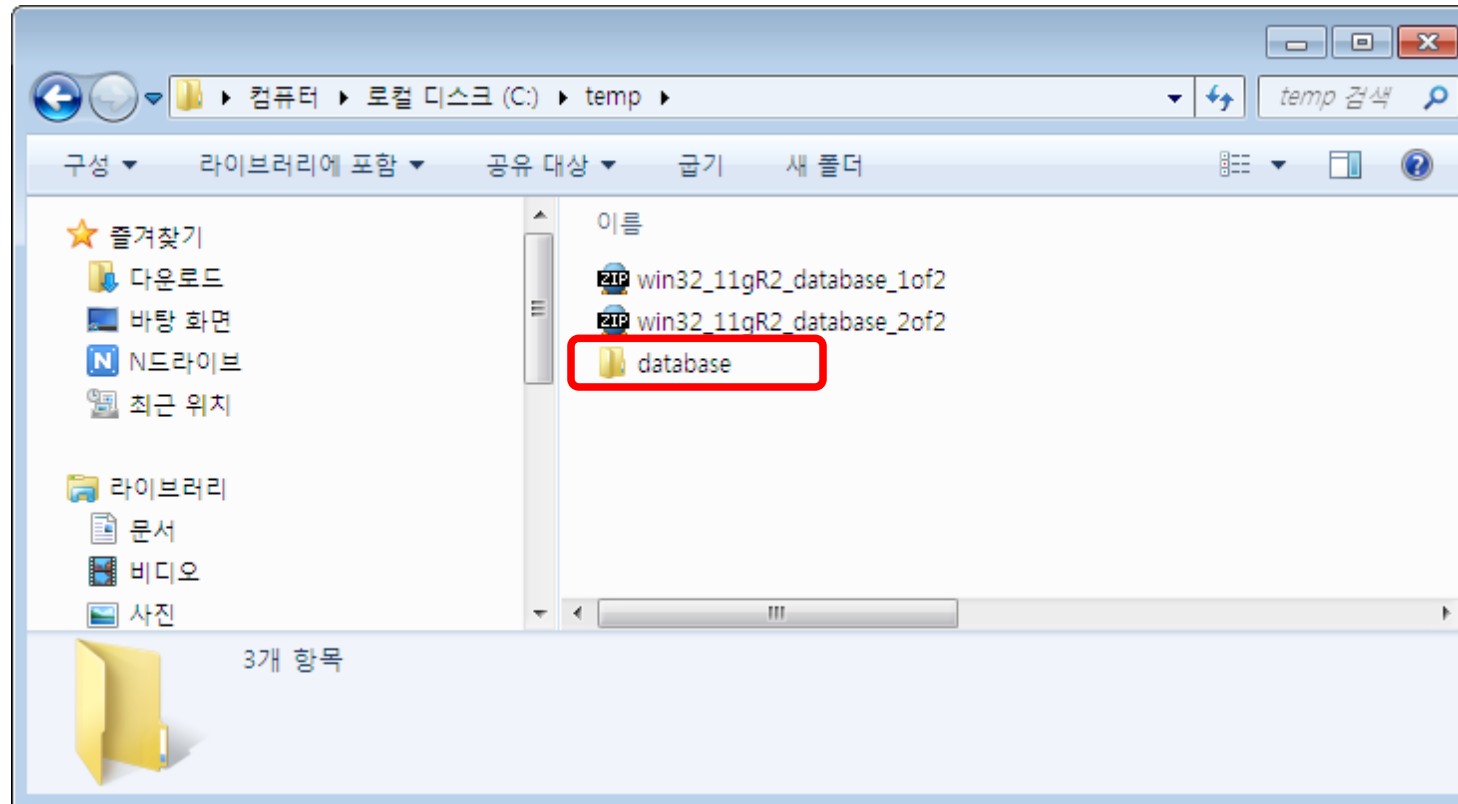 컴퓨터 로컬 디스크 (C:) temp temp 검색
구성 라이브러리에 포함 공유 대상 굽기 새 폴더
즐겨찾기
다운로드
바탕 화면
N드라이브
최근 위치
라이브러리
문서
비디오
사진
이름
ZIP win32_11gR2_database_1of2
ZIP win32_11gR2_database_2of2
database
3개 항목